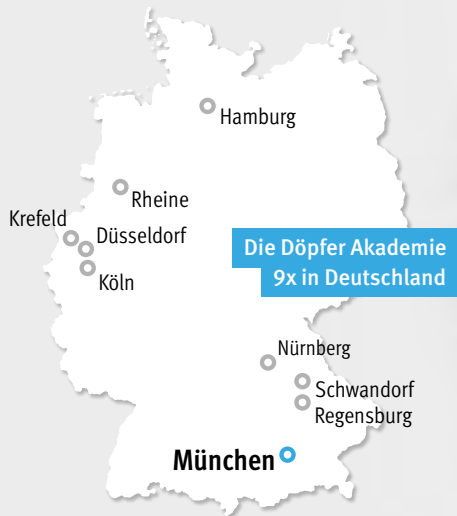 Hamburg
Rheine
Krefeld
Düsseldorf
Köln
Die Döpfer Akademie
9x in Deutschland
Nürnberg
Schwandorf
Regensburg
München